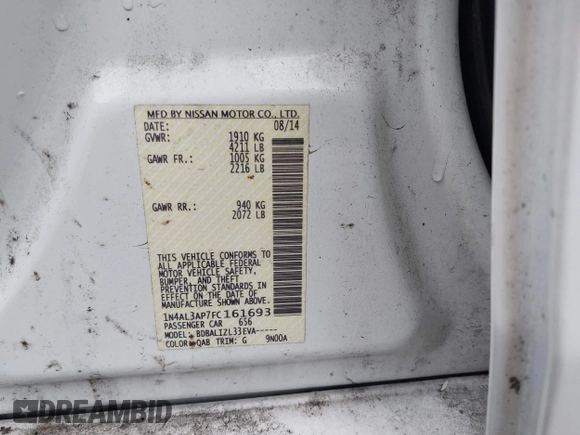 MFD BY NISSAN MOTOR CO., LTD.
DATE: 08/14
GVWR: 1910 KG
4211 LB
GAWR FR.: 1005 KG
2216 LB
GAWR RR.: 940 KG
2072 LB
THIS VEHICLE CONFORMS TO
ALL APPLICABLE FEDERAL
MOTOR VEHICLE SAFETY,
BUMPER, AND THEFT
PREVENTION STANDARDS IN
EFFECT ON THE DATE OF
MANUFACTURE SHOWN ABOVE.
1N4AL3AP7FC161693
PASSENGER CAR 656
MODEL: BDBALIZL33EVA-----
COLOR: QAB TRIM: G 9N00A
DREAMBID